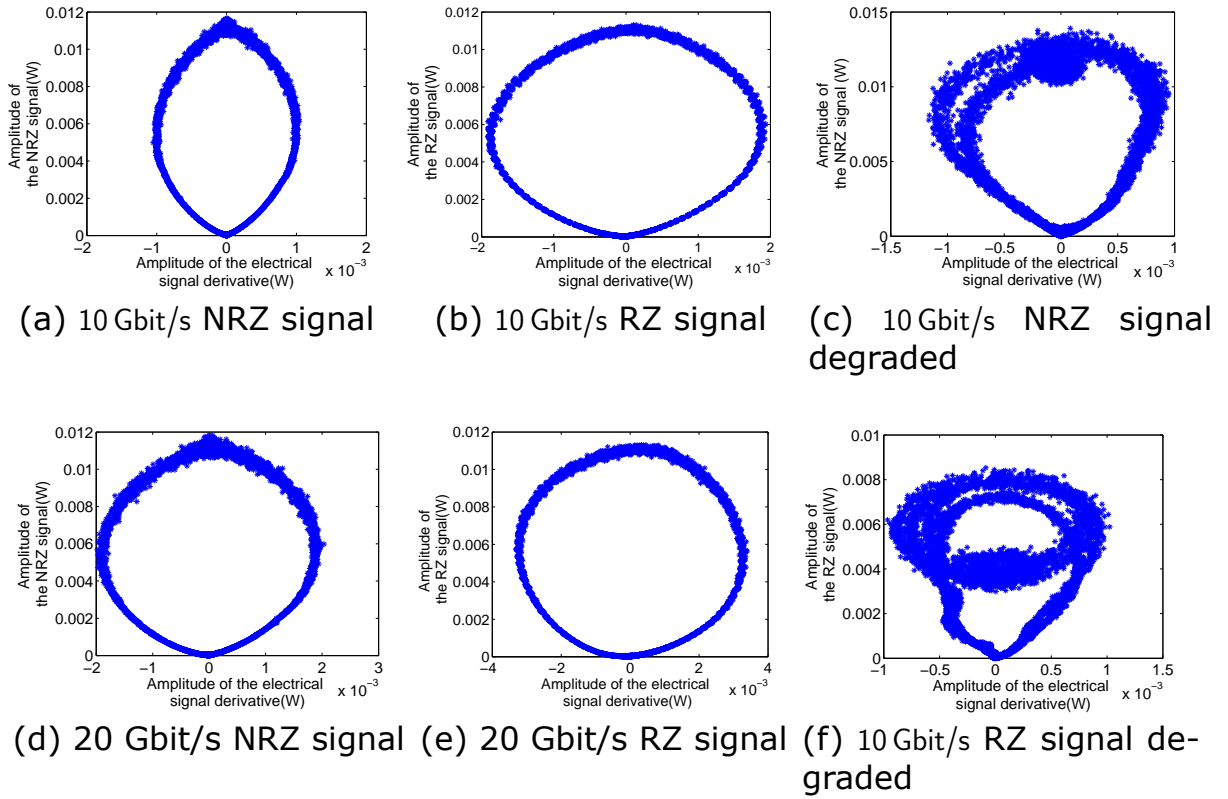 0.012
0.01
0.008
0.006
0.004
0.002
0
−2 −1 0 1 2
Amplitude of
the NRZ signal(W)
Amplitude of the electrical
signal derivative(W)
x 10−3
(a) 10 Gbit/s NRZ signal
0.012
0.01
0.008
0.006
0.004
0.002
0
−2 −1 0 1 2
Amplitude of
the RZ signal(W)
Amplitude of the electrical
signal derivative(W)
x 10−3
(b) 10 Gbit/s RZ signal
0.015
0.01
0.005
0
−1.5 −1 −0.5 0 0.5 1
Amplitude of
the NRZ signal (W)
Amplitude of the electrical
signal derivative (W)
x 10−3
(c) 10 Gbit/s NRZ signal
degraded
0.012
0.01
0.008
0.006
0.004
0.002
0
−2 −1 0 1 2 3
Amplitude of
the NRZ signal(W)
Amplitude of the electrical
signal derivative(W)
x 10−3
(d) 20 Gbit/s NRZ signal
0.012
0.01
0.008
0.006
0.004
0.002
0
−4 −2 0 2 4
Amplitude of
the RZ signal(W)
Amplitude of the electrical
signal derivative(W)
x 10−3
(e) 20 Gbit/s RZ signal
0.01
0.008
0.006
0.004
0.002
0
−1 −0.5 0 0.5 1 1.5
Amplitude of
the RZ signal(W)
Amplitude of the electrical
signal derivative(W)
x 10−3
(f) 10 Gbit/s RZ signal de-
graded